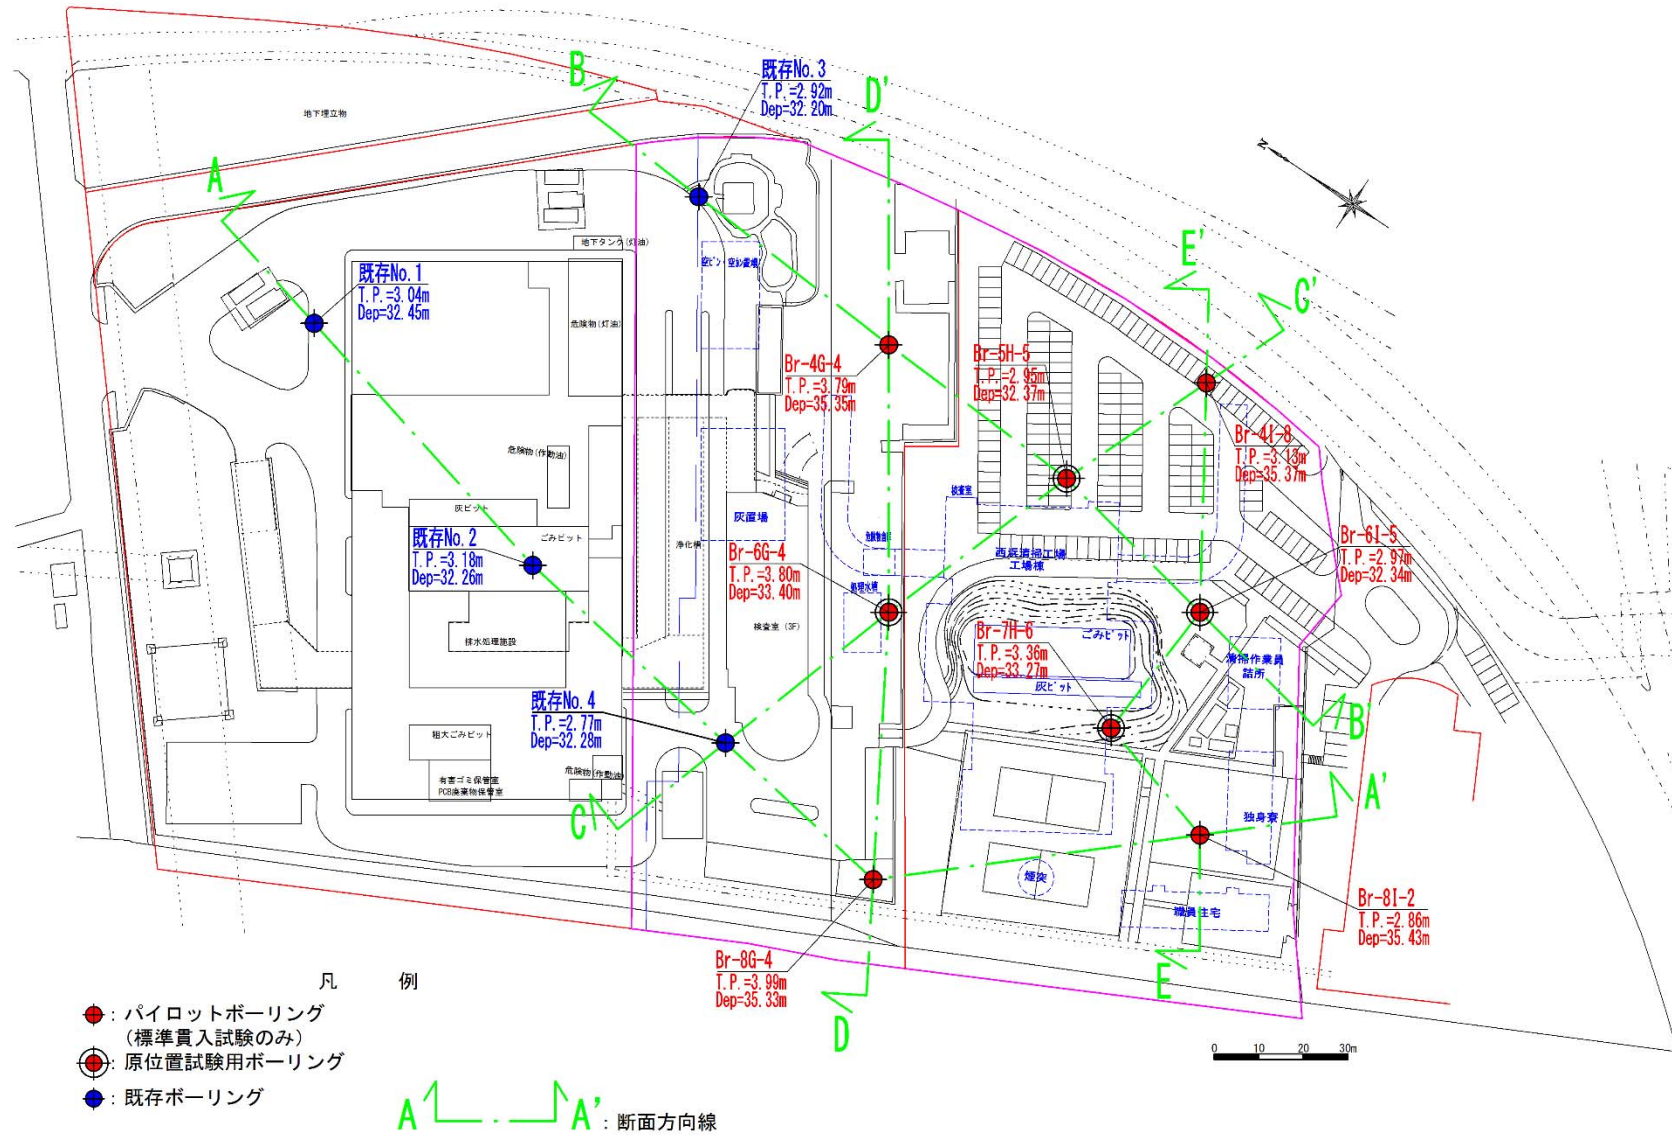 B
既存No.3
T.P.=2.92m
Dep=32.20m
D'
地下埋立物
A
N
E'
C'
地下タンク(灯油)
既存No.1
T.P.=3.04m
Dep=32.45m
危険物(灯油)
Br-4G-4
T.P.=3.79m
Dep=35.35m
Br-5H-5
T.P.=2.95m
Dep=32.37m
Br-4I-8
T.P.=3.13m
Dep=35.37m
危険物(作動油)
灰ピット
ごみピット
既存No.2
T.P.=3.18m
Dep=32.26m
灰置場
浄化槽
検査室
Br-6G-4
T.P.=3.80m
Dep=33.40m
処理水槽
西浜清掃工場
工場棟
Br-6I-5
T.P.=2.97m
Dep=32.34m
検査室 (3F)
排水処理施設
Br-7H-6
T.P.=3.36m
Dep=33.27m
ごみピット
灰ピット
清掃作業員
詰所
既存No.4
T.P.=2.77m
Dep=32.28m
B'
粗大ごみピット
危険物(作動油)
有害ゴミ保管室
PCB廃棄物保管室
C
A'
独身寮
煙突
職員住宅
Br-8I-2
T.P.=2.86m
Dep=35.43m
Br-8G-4
T.P.=3.99m
Dep=35.33m
E
D
凡 例
: パイロットボーリング
(標準貫入試験のみ)
: 原位置試験用ボーリング
: 既存ボーリング
A A' : 断面方向線
0 10 20 30m